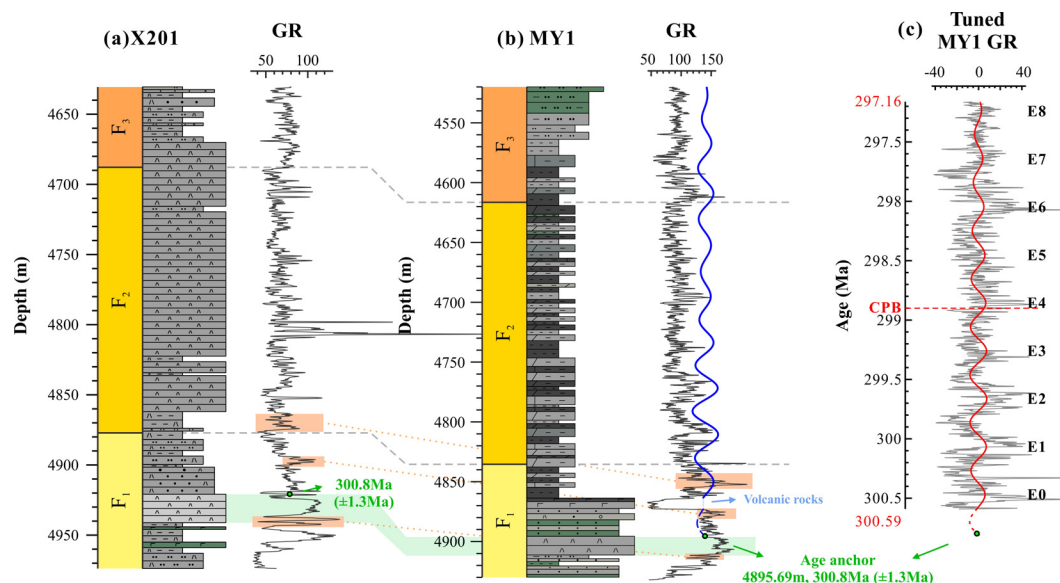 (a)X201
GR
50 100
Depth (m)
4650
4700
4750
4800
4850
4900
4950
F3
F2
F1
300.8Ma
(±1.3Ma)
(b) MY1
GR
50 100 150
Depth (m)
4550
4600
4650
4700
4750
4800
4850
4900
F3
F2
F1
Volcanic rocks
Age anchor
4895.69m, 300.8Ma (±1.3Ma)
(c)
Tuned
MY1 GR
-40 0 40
Age (Ma)
297.16
297.5
298
298.5
CPB
299
299.5
300
300.5
300.59
E8
E7
E6
E5
E4
E3
E2
E1
E0